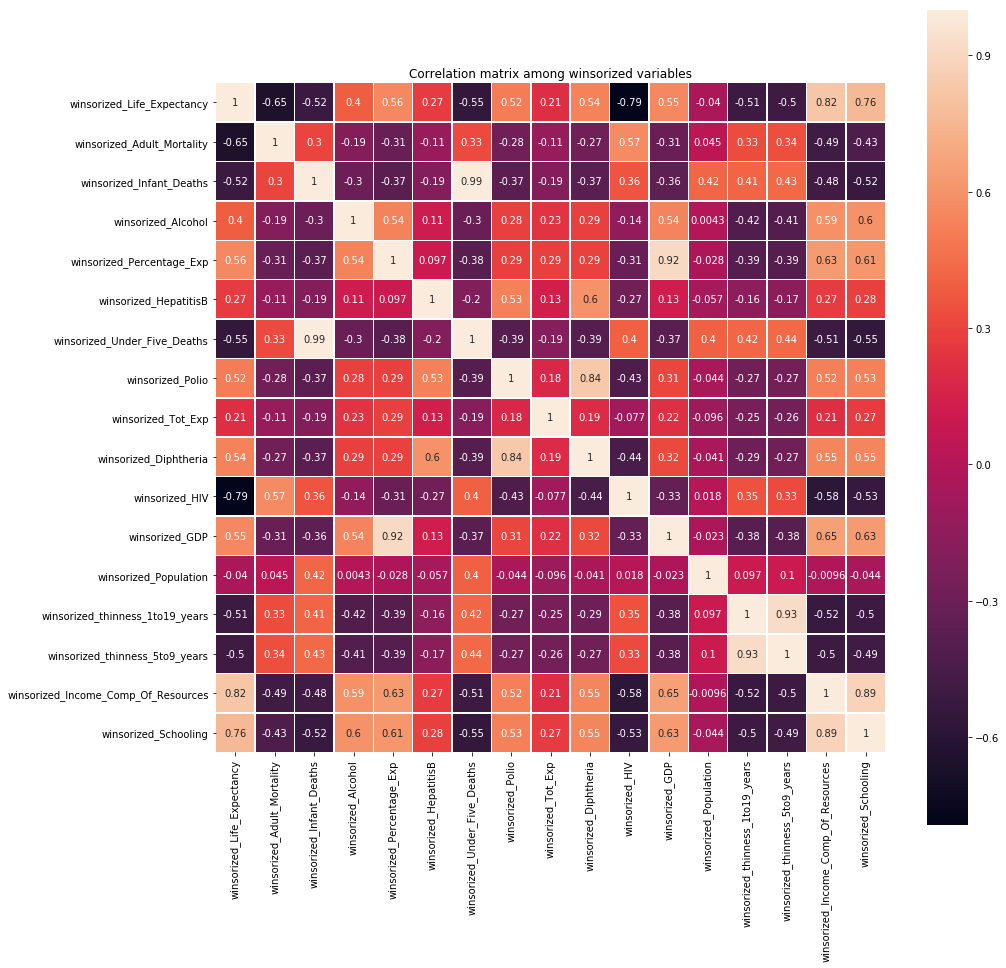 Correlation matrix among winsorized variables
winsorized_Life_Expectancy 1 -0.65 -0.52 0.4 0.56 0.27 -0.55 0.52 0.21 0.54 -0.79 0.55 -0.04 -0.51 -0.5 0.82 0.76
winsorized_Adult_Mortality -0.65 1 0.3 -0.19 -0.31 -0.11 0.33 -0.28 -0.11 -0.27 0.57 -0.31 0.045 0.33 0.34 -0.49 -0.43
winsorized_Infant_Deaths -0.52 0.3 1 -0.3 -0.37 -0.19 0.99 -0.37 -0.19 -0.37 0.36 -0.36 0.42 0.41 0.43 -0.48 -0.52
winsorized_Alcohol 0.4 -0.19 -0.3 1 0.54 0.11 -0.3 0.28 0.23 0.29 -0.14 0.54 0.0043 -0.42 -0.41 0.59 0.6
winsorized_Percentage_Exp 0.56 -0.31 -0.37 0.54 1 0.097 -0.38 0.29 0.29 0.29 -0.31 0.92 -0.028 -0.39 -0.39 0.63 0.61
winsorized_HepatitisB 0.27 -0.11 -0.19 0.11 0.097 1 -0.2 0.53 0.13 0.6 -0.27 0.13 -0.057 -0.16 -0.17 0.27 0.28
winsorized_Under_Five_Deaths -0.55 0.33 0.99 -0.3 -0.38 -0.2 1 -0.39 -0.19 -0.39 0.4 -0.37 0.4 0.42 0.44 -0.51 -0.55
winsorized_Polio 0.52 -0.28 -0.37 0.28 0.29 0.53 -0.39 1 0.18 0.84 -0.43 0.31 -0.044 -0.27 -0.27 0.52 0.53
winsorized_Tot_Exp 0.21 -0.11 -0.19 0.23 0.29 0.13 -0.19 0.18 1 0.19 -0.077 0.22 -0.096 -0.25 -0.26 0.21 0.27
winsorized_Diphtheria 0.54 -0.27 -0.37 0.29 0.29 0.6 -0.39 0.84 0.19 1 -0.44 0.32 -0.041 -0.29 -0.27 0.55 0.55
winsorized_HIV -0.79 0.57 0.36 -0.14 -0.31 -0.27 0.4 -0.43 -0.077 -0.44 1 -0.33 0.018 0.35 0.33 -0.58 -0.53
winsorized_GDP 0.55 -0.31 -0.36 0.54 0.92 0.13 -0.37 0.31 0.22 0.32 -0.33 1 -0.023 -0.38 -0.38 0.65 0.63
winsorized_Population -0.04 0.045 0.42 0.0043 -0.028 -0.057 0.4 -0.044 -0.096 -0.041 0.018 -0.023 1 0.097 0.1 -0.0096 -0.044
winsorized_thinness_1to19_years -0.51 0.33 0.41 -0.42 -0.39 -0.16 0.42 -0.27 -0.25 -0.29 0.35 -0.38 0.097 1 0.93 -0.52 -0.5
winsorized_thinness_5to9_years -0.5 0.34 0.43 -0.41 -0.39 -0.17 0.44 -0.27 -0.26 -0.27 0.33 -0.38 0.1 0.93 1 -0.5 -0.49
winsorized_Income_Comp_Of_Resources 0.82 -0.49 -0.48 0.59 0.63 0.27 -0.51 0.52 0.21 0.55 -0.58 0.65 -0.0096 -0.52 -0.5 1 0.89
winsorized_Schooling 0.76 -0.43 -0.52 0.6 0.61 0.28 -0.55 0.53 0.27 0.55 -0.53 0.63 -0.044 -0.5 -0.49 0.89 1
winsorized_Life_Expectancy
winsorized_Adult_Mortality
winsorized_Infant_Deaths
winsorized_Alcohol
winsorized_Percentage_Exp
winsorized_HepatitisB
winsorized_Under_Five_Deaths
winsorized_Polio
winsorized_Tot_Exp
winsorized_Diphtheria
winsorized_HIV
winsorized_GDP
winsorized_Population
winsorized_thinness_1to19_years
winsorized_thinness_5to9_years
winsorized_Income_Comp_Of_Resources
winsorized_Schooling
0.9
0.6
0.3
0.0
-0.3
-0.6